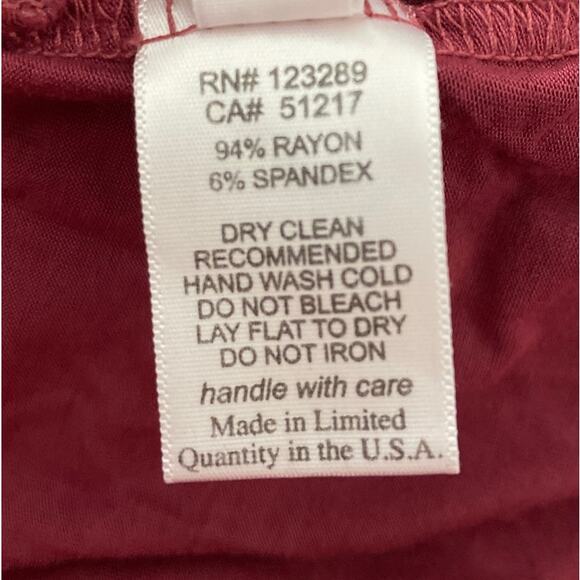 RN# 123289
CA# 51217
94% RAYON
6% SPANDEX
DRY CLEAN
RECOMMENDED
HAND WASH COLD
DO NOT BLEACH
LAY FLAT TO DRY
DO NOT IRON
handle with care
Made in Limited
Quantity in the U.S.A.